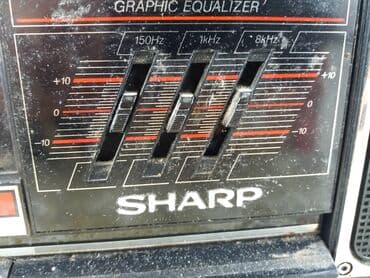 GRAPHIC EQUALIZER
150Hz 1kHz 8kHz
+10 +10
0 0
-10 -10
SHARP